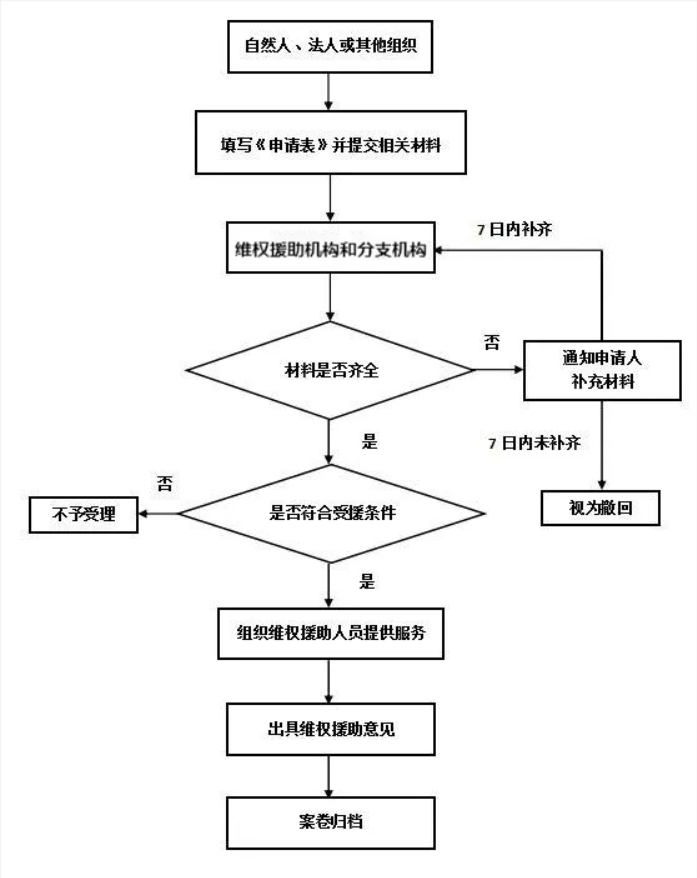 自然人、法人或其他组织
填写《申请表》并提交相关材料
7日内补齐
维权援助机构和分支机构
否
通知申请人
补充材料
材料是否齐全
是
7日内未补齐
否
视为撤回
不予受理
是否符合受援条件
是
组织维权援助人员提供服务
出具维权援助意见
案卷归档